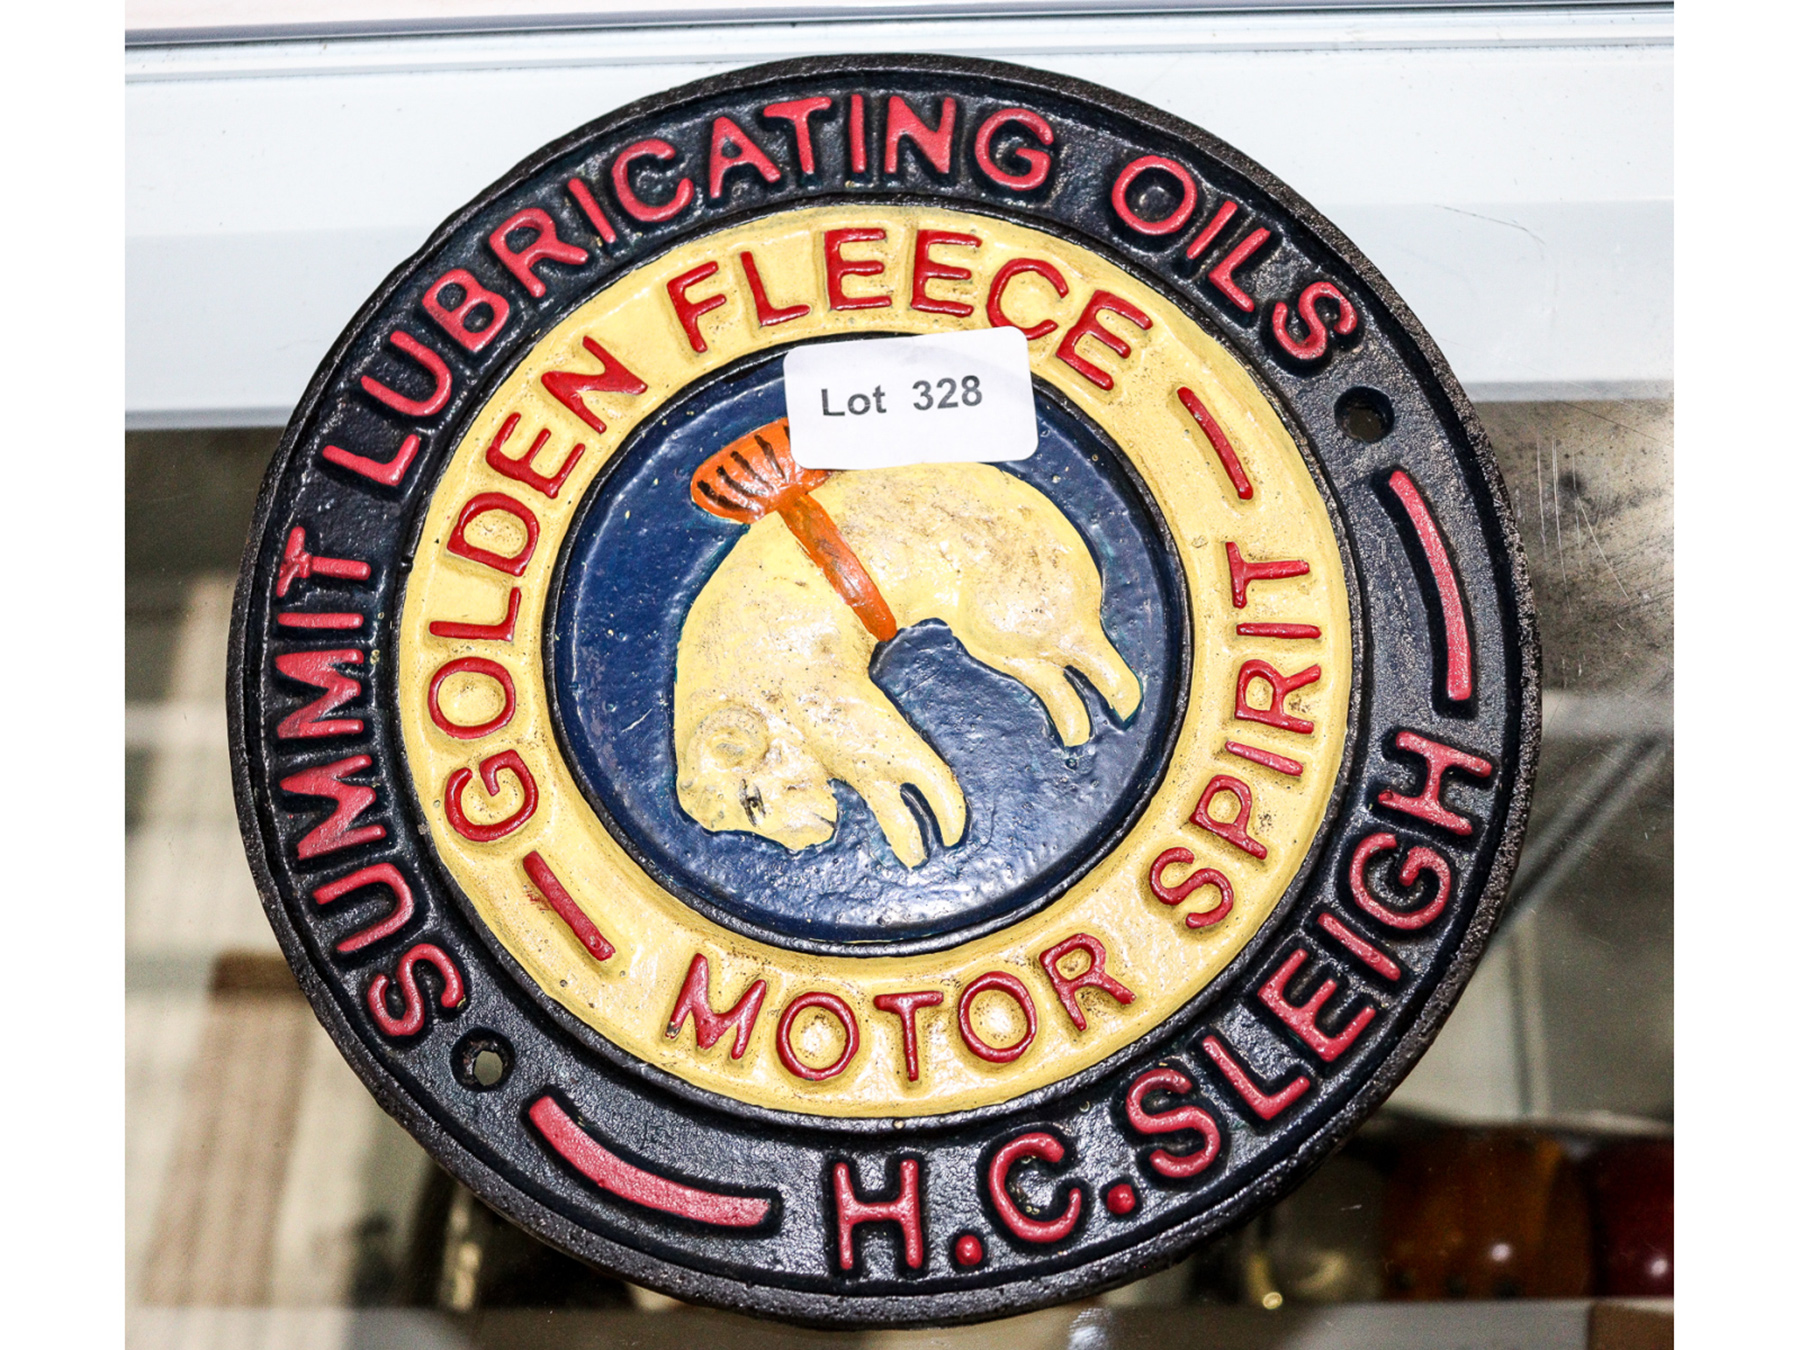 SUMMIT LUBRICATING OILS
H.C.SLEIGH
GOLDEN FLEECE
MOTOR SPIRIT
Lot 328